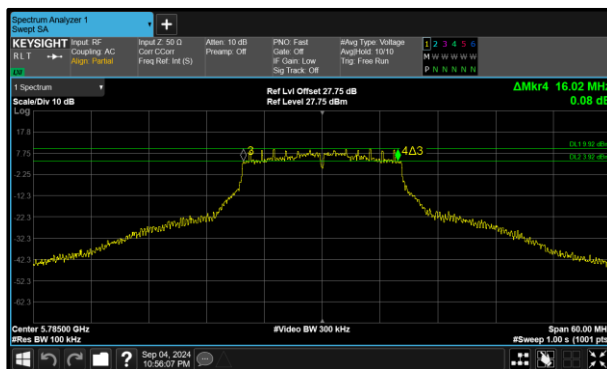 Spectrum Analyzer 1
Swept SA
KEYSIGHT
R L T
LNI
Input: RF
Coupling: AC
Align: Partial
Input Z: 50 Ω
Corr CCorr
Freq Ref: Int (S)
Atten: 10 dB
Preamp: Off
PNO: Fast
Gate: Off
IF Gain: Low
Sig Track: Off
#Avg Type: Voltage
Avg|Hold: 10/10
Trig: Free Run
1 2 3 4 5 6
M W W W W W
P N N N N N
1 Spectrum
Scale/Div 10 dB
Log
Ref Lvl Offset 27.75 dB
Ref Level 27.75 dBm
ΔMkr4 16.02 MHz
0.08 dB
17.8
7.75
-2.25
-12.3
-22.3
-32.3
-42.3
-52.3
-62.3
3
4Δ3
DL1 9.92 dBm
DL2 3.92 dBm
Center 5.78500 GHz
#Res BW 100 kHz
#Video BW 300 kHz
Span 60.00 MHz
#Sweep 1.00 s (1001 pts
?
Sep 04, 2024
10:56:07 PM